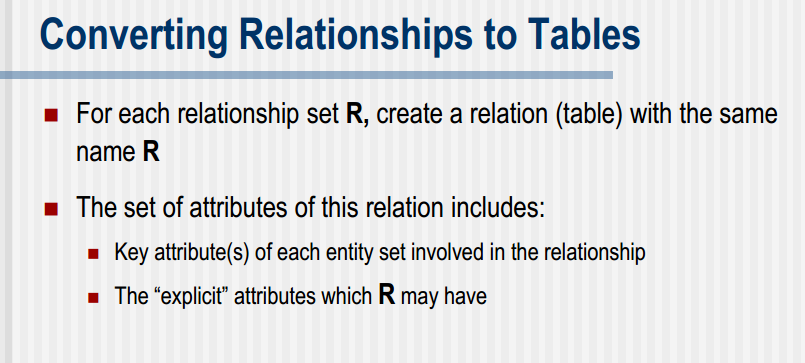 Converting Relationships to Tables
For each relationship set R, create a relation (table) with the same
name R
The set of attributes of this relation includes:
Key attribute(s) of each entity set involved in the relationship
The “explicit” attributes which R may have